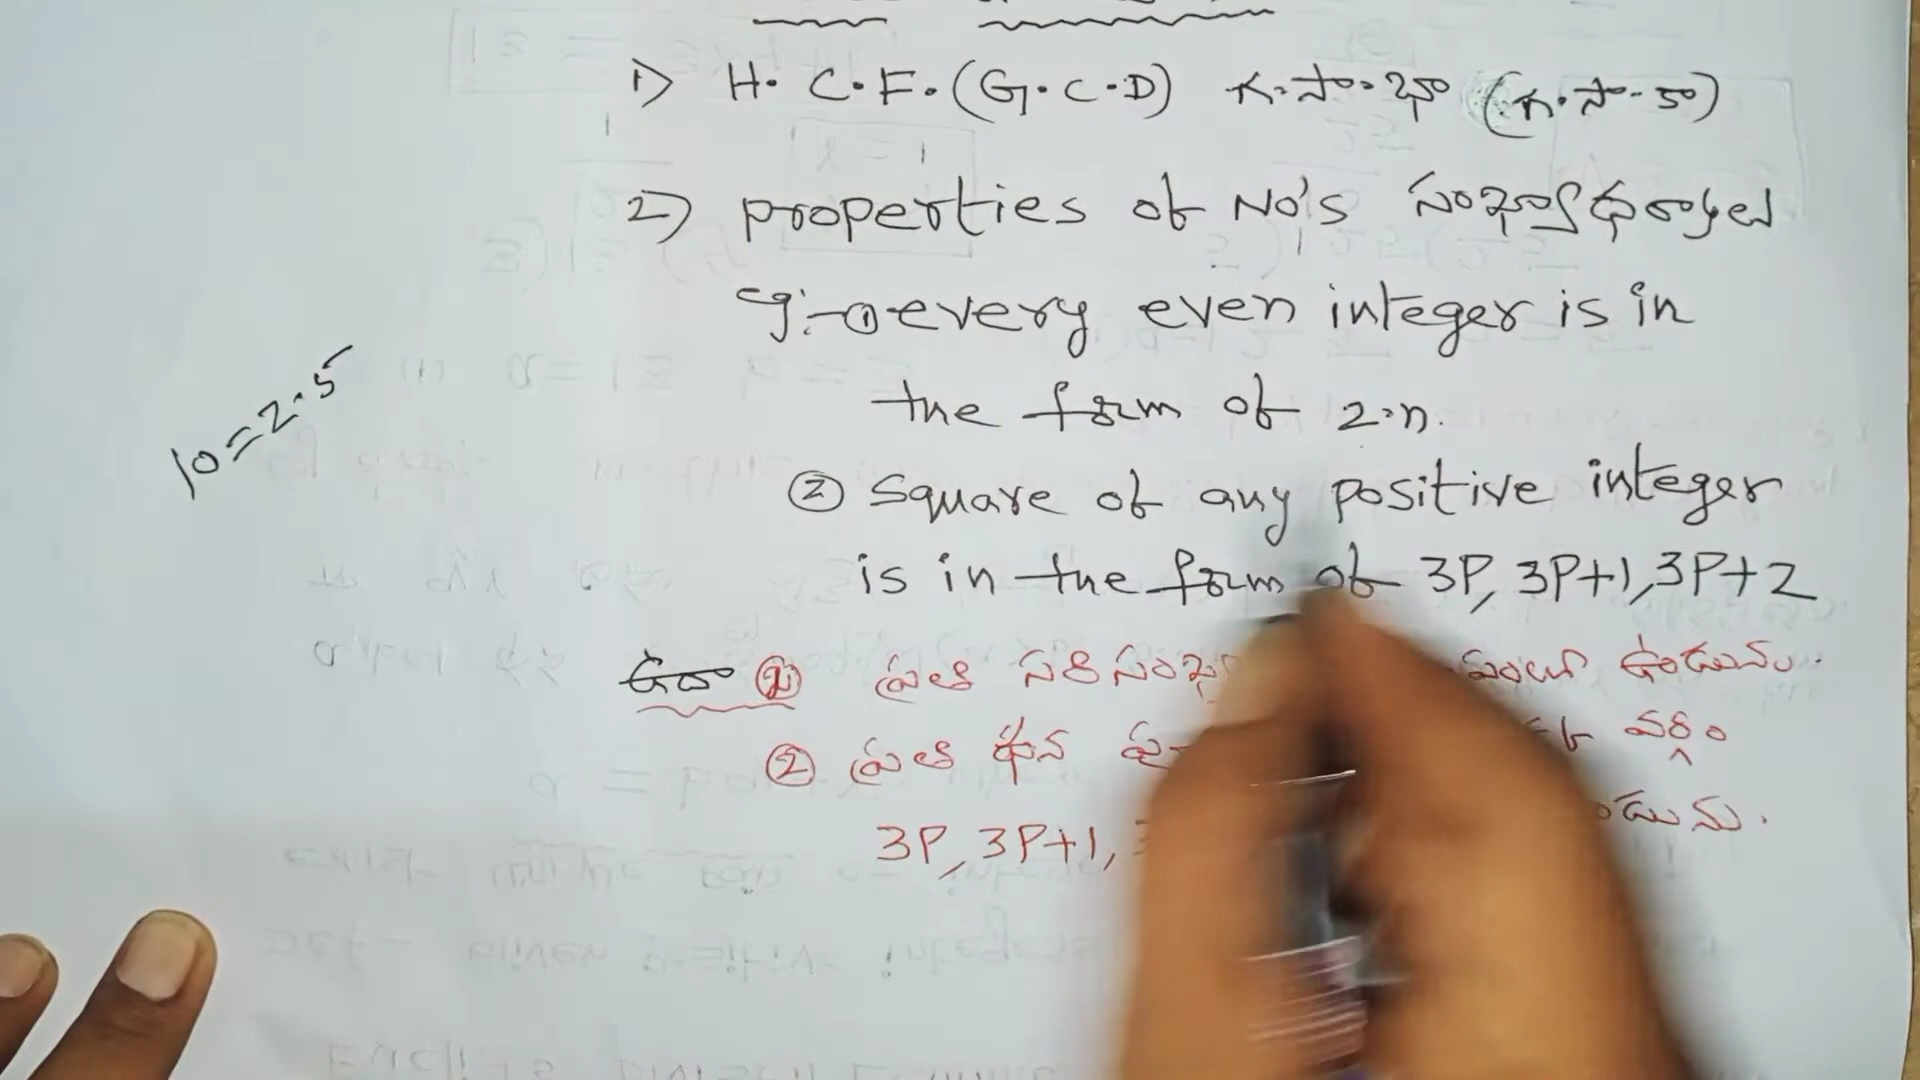 1) H.C.F.(G.C.D) గ.సా.భా (గ.సా.కా)
2) properties of No's సంఖ్యాధర్మాలు
eg:- ① every even integer is in
the form of 2.n.
10=2.5
② square of any positive integer
is in the form of 3P, 3P+1, 3P+2
ఉదా ① ప్రతి సరి ఉండును.
② ప్రతి ధన వర్గం
3P, 3P+1,